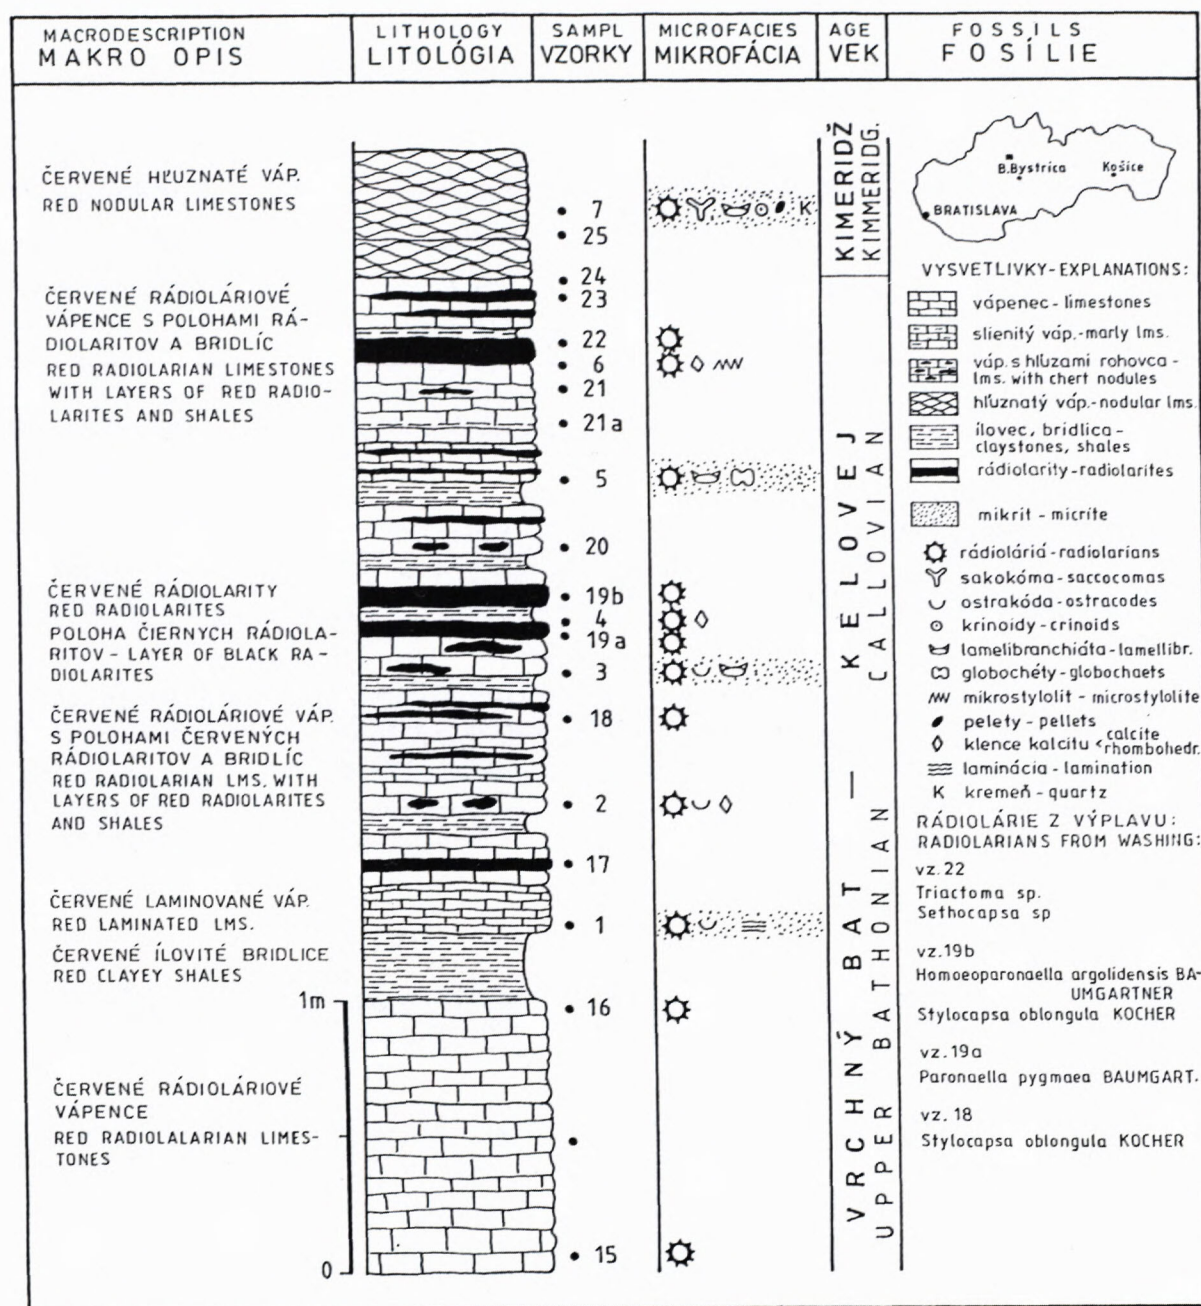 MACRODESCRIPTION
MAKRO OPIS
LITHOLOGY
LITOLÓGIA
SAMPL
VZORKY
MICROFACIES
MIKROFÁCIA
AGE
VEK
FOSSILS
FOSÍLIE
ČERVENÉ HĽUZNATÉ VÁP.
RED NODULAR LIMESTONES
ČERVENÉ RÁDIOLÁRIOVÉ
VÁPENCE S POLOHAMI RÁ-
DIOLARITOV A BRIDLÍC
RED RADIOLARIAN LIMESTONES
WITH LAYERS OF RED RADIO-
LARITES AND SHALES
ČERVENÉ RÁDIOLARITY
RED RADIOLARITES
POLOHA ČIERNYCH RÁDIOLA-
RITOV - LAYER OF BLACK RA-
DIOLARITES
ČERVENÉ RÁDIOLÁRIOVÉ VÁP.
S POLOHAMI ČERVENÝCH
RÁDIOLARITOV A BRIDLÍC
RED RADIOLARIAN LMS. WITH
LAYERS OF RED RADIOLARITES
AND SHALES
ČERVENÉ LAMINOVANÉ VÁP.
RED LAMINATED LMS.
ČERVENÉ ÍLOVITÉ BRIDLICE
RED CLAYEY SHALES
1m
ČERVENÉ RÁDIOLÁRIOVÉ
VÁPENCE
RED RADIOLALARIAN LIMES-
TONES
0
7
25
24
23
22
6
21
21a
5
20
19b
4
19a
3
18
2
17
1
16
15
K
KIMERIDŽ
KIMMERIDG.
VRCHNÝ BAT — KELOVEJ
UPPER BATHONIAN CALLOVIAN
B.Bystrica
Košice
BRATISLAVA
VYSVETLIVKY-EXPLANATIONS:
vápenec-limestones
slienitý váp.-marly lms.
váp. s hľuzami rohovca-
lms. with chert nodules
hľuznatý váp.-nodular lms.
ílovec, bridlica-
claystones, shales
rádiolarity-radiolarites
mikrit - micrite
rádioláriá-radiolarians
sakokóma-saccocomas
ostrakóda-ostracodes
krinoidy-crinoids
lamelibranchiáta-lamellibr.
globochéty-globochaets
mikrostylolit - microstylolite
pelety-pellets
klence kalcitu < calcite
rhombohedr.
laminácia-lamination
K kremeň-quartz
RÁDIOLÁRIE Z VÝPLAVU:
RADIOLARIANS FROM WASHING:
vz.22
Triactoma sp.
Sethocapsa sp
vz.19b
Homoeoparonaella argolidensis BA-
UMGARTNER
Stylocapsa oblongula KOCHER
vz.19a
Paronaella pygmaea BAUMGART.
vz. 18
Stylocapsa oblongula KOCHER